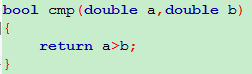 bool cmp(double a,double b)
{
    return a>b;
}